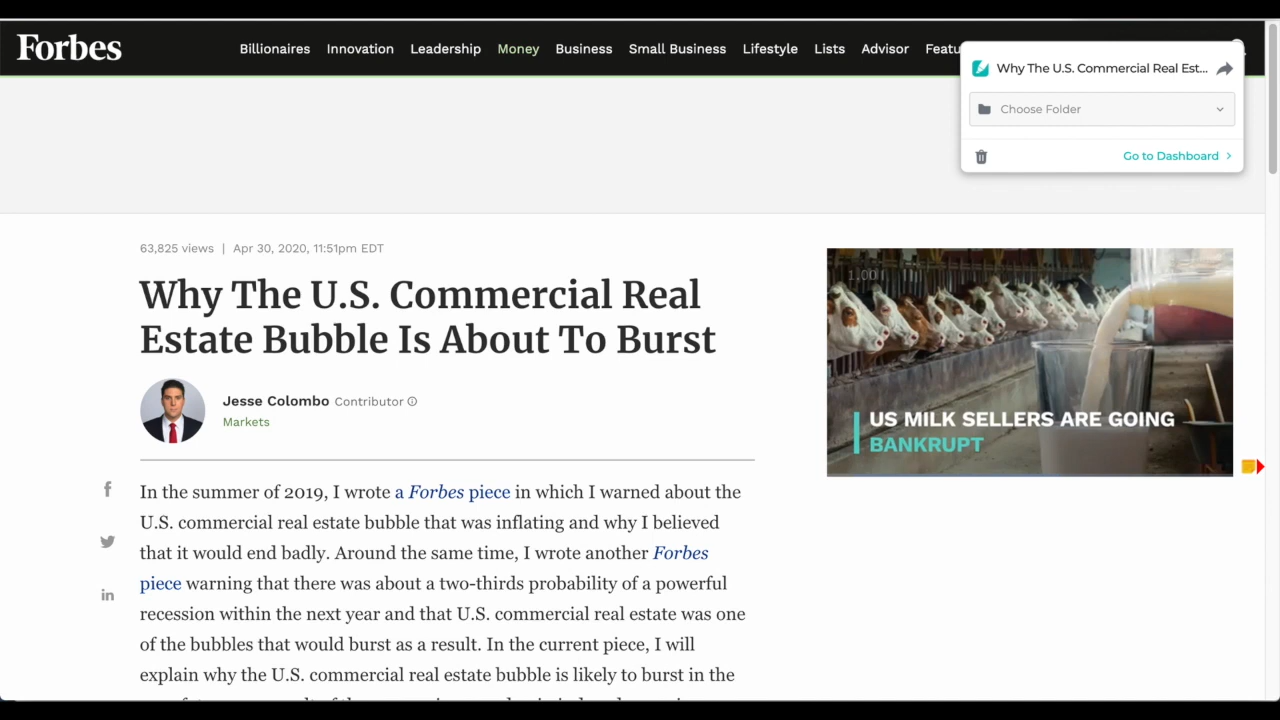 Forbes
Billionaires Innovation Leadership Money Business Small Business Lifestyle Lists Advisor Featu
Why The U.S. Commercial Real Est...
Choose Folder
Go to Dashboard
63,825 views | Apr 30, 2020, 11:51pm EDT
Why The U.S. Commercial Real
Estate Bubble Is About To Burst
Jesse Colombo Contributor
Markets
1.00
US MILK SELLERS ARE GOING
BANKRUPT
In the summer of 2019, I wrote a Forbes piece in which I warned about the
U.S. commercial real estate bubble that was inflating and why I believed
that it would end badly. Around the same time, I wrote another Forbes
piece warning that there was about a two-thirds probability of a powerful
recession within the next year and that U.S. commercial real estate was one
of the bubbles that would burst as a result. In the current piece, I will
explain why the U.S. commercial real estate bubble is likely to burst in the